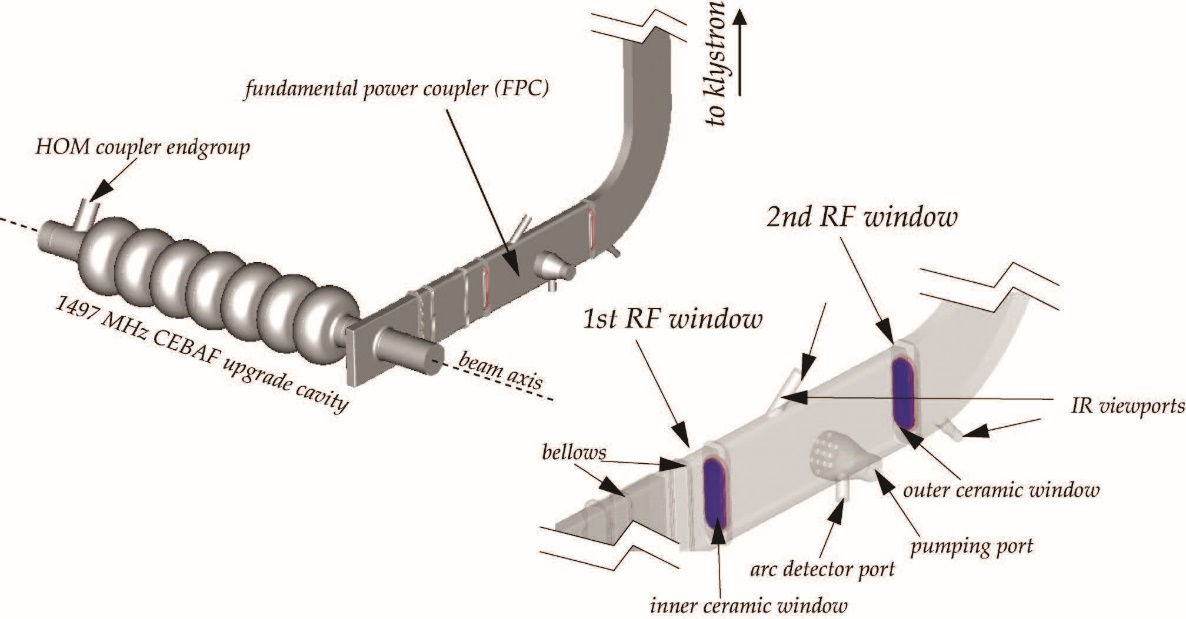 to klystron
fundamental power coupler (FPC)
HOM coupler endgroup
1497 MHz CEBAF upgrade cavity
beam axis
2nd RF window
1st RF window
IR viewports
bellows
outer ceramic window
pumping port
arc detector port
inner ceramic window